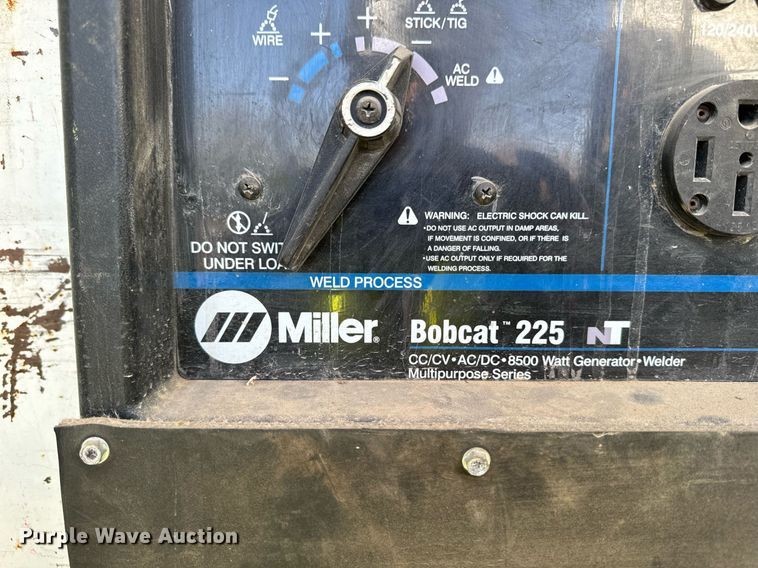 STICK/TIG
WIRE
+ +
− −
AC
WELD
120/240V
WARNING: ELECTRIC SHOCK CAN KILL.
•DO NOT USE AC OUTPUT IN DAMP AREAS,
IF MOVEMENT IS CONFINED, OR IF THERE IS
A DANGER OF FALLING.
•USE AC OUTPUT ONLY IF REQUIRED FOR THE
WELDING PROCESS.
DO NOT SWIT
UNDER LOA
WELD PROCESS
Miller®
Bobcat™ 225 NT
CC/CV•AC/DC•8500 Watt Generator•Welder
Multipurpose Series
Purple Wave Auction